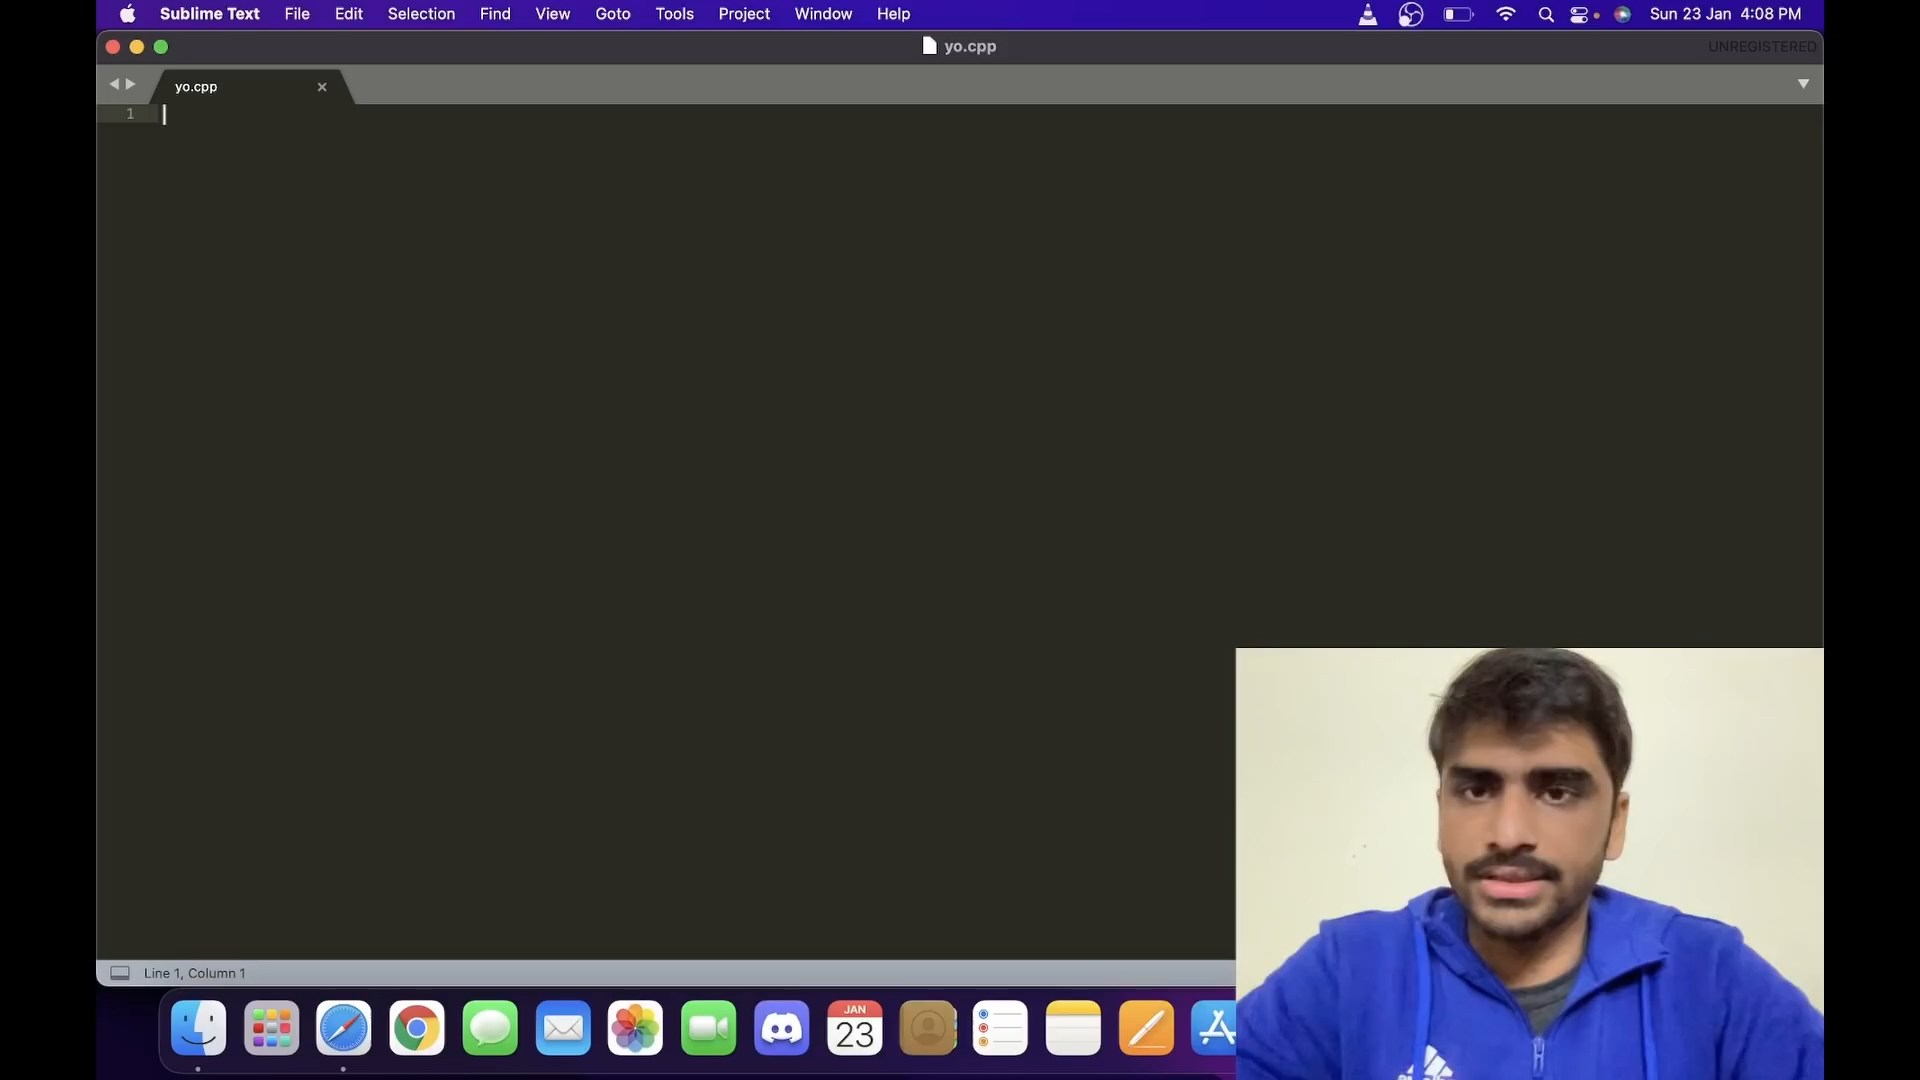 Sublime Text File Edit Selection Find View Goto Tools Project Window Help Sun 23 Jan 4:08 PM
yo.cpp UNREGISTERED
yo.cpp
1
Line 1, Column 1
JAN
23